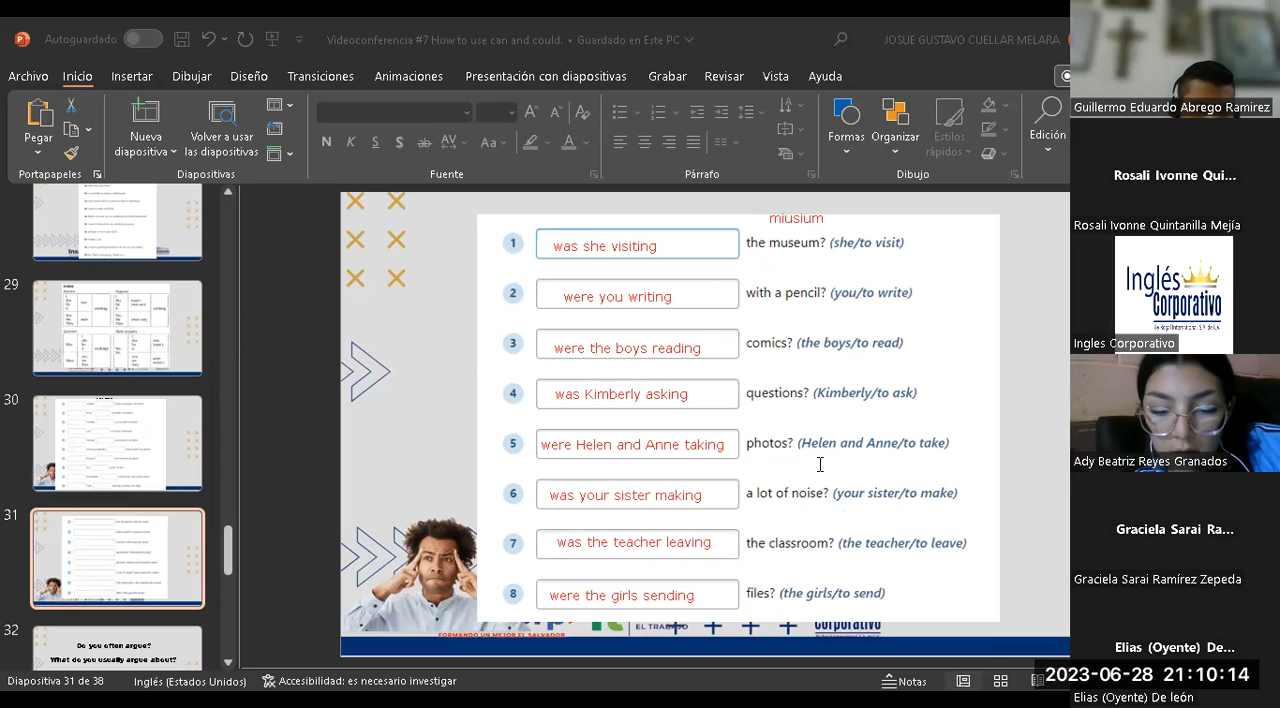 Autoguardado
Videoconferencia #7 How to use can and could. • Guardado en Este PC
JOSUE GUSTAVO CUELLAR MELARA
Archivo Inicio Insertar Dibujar Diseño Transiciones Animaciones Presentación con diapositivas Grabar Revisar Vista Ayuda
Pegar
Nueva diapositiva
Volver a usar las diapositivas
N K S S ab AV Aa A
Formas Organizar Estilos rápidos Edición
Portapapeles Diapositivas Fuente Párrafo Dibujo
29
30
31
32
Do you often argue?
What do you usually argue about?
miusium
1 was she visiting the museum? (she/to visit)
2 were you writing with a pencil? (you/to write)
3 were the boys reading comics? (the boys/to read)
4 was Kimberly asking questions? (Kimberly/to ask)
5 were Helen and Anne taking photos? (Helen and Anne/to take)
6 was your sister making a lot of noise? (your sister/to make)
7 the teacher leaving the classroom? (the teacher/to leave)
8 were the girls sending files? (the girls/to send)
FORMANDO UN MEJOR EL SALVADOR
EL TRABAJO
Corporativo
Diapositiva 31 de 38 Inglés (Estados Unidos) Accesibilidad: es necesario investigar Notas
Guillermo Eduardo Abrego Ramirez
Rosali Ivonne Qui...
Rosali Ivonne Quintanilla Mejía
Inglés
Corporativo
By Regal International, S.A. de C.V.
Ingles Corporativo
Ady Beatriz Reyes Granados
Graciela Sarai Ra...
Graciela Sarai Ramírez Zepeda
Elias (Oyente) De...
2023-06-28 21:10:14
Elias (Oyente) De león